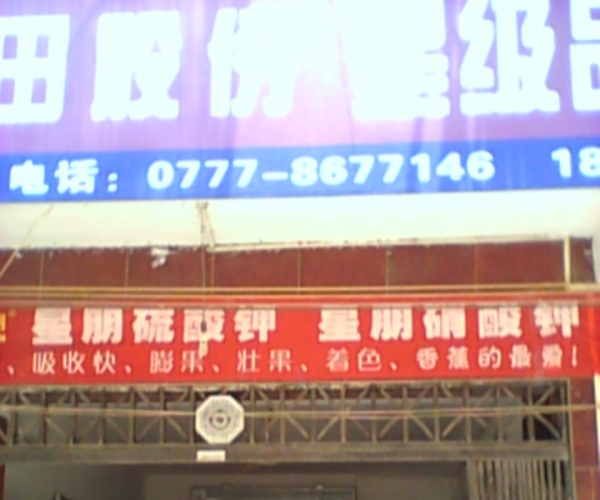 田股份 星级
电话：0777-8677146 18
星朋硫酸钾 星朋硝酸钾
、吸收快、膨果、壮果、着色、香蕉的最爱！